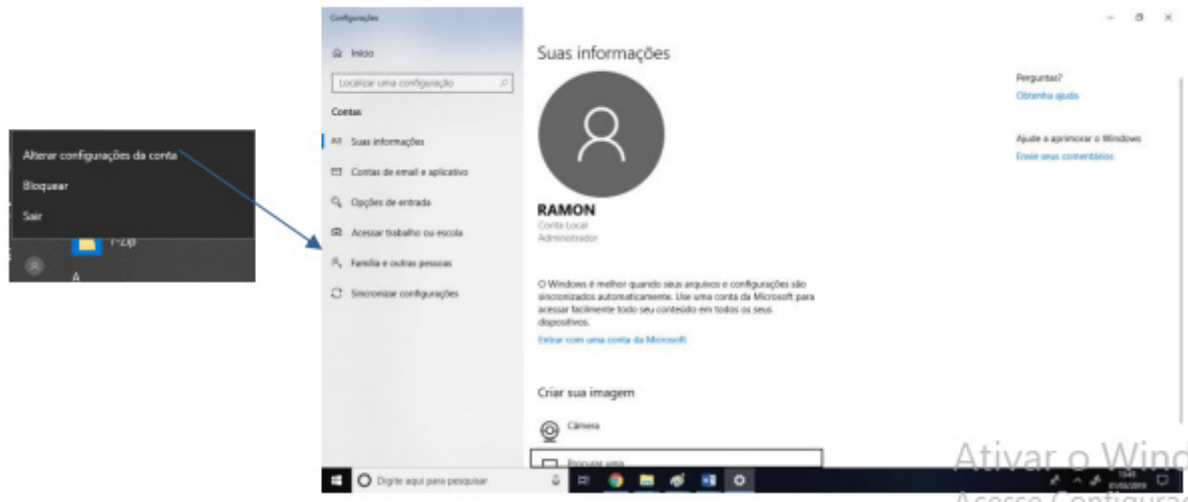 Alterar configurações da conta
Bloquear
Sair
7-Zip
A
Configurações
Início
Localizar uma configuração
Contas
Suas informações
Contas de email e aplicativo
Opções de entrada
Acessar trabalho ou escola
Família e outras pessoas
Sincronizar configurações
Suas informações
RAMON
Conta Local
Administrador
O Windows é melhor quando seus arquivos e configurações são
sincronizados automaticamente. Use uma conta da Microsoft para
acessar facilmente todo seu conteúdo em todos os seus
dispositivos.
Entrar com uma conta da Microsoft
Criar sua imagem
Câmera
Procurar uma
Perguntas?
Obtenha ajuda
Ajude a aprimorar o Windows
Envie seus comentários
Ativar o Wind
Acesse Configura
Digite aqui para pesquisar